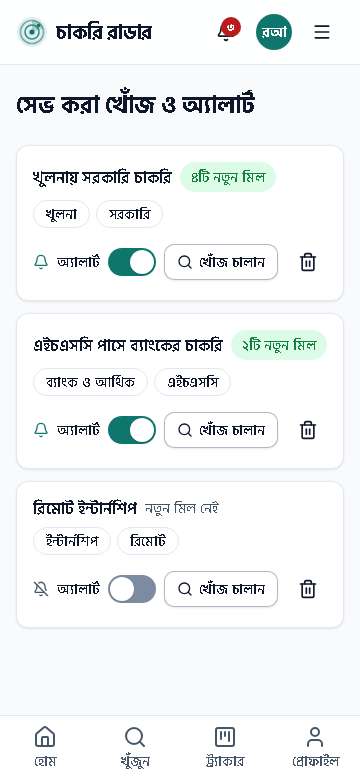 চাকরি রাডার ৩ রআ
সেভ করা খোঁজ ও অ্যালার্ট
খুলনায় সরকারি চাকরি ৪টি নতুন মিল
খুলনা সরকারি
অ্যালার্ট খোঁজ চালান
এইচএসসি পাসে ব্যাংকের চাকরি ২টি নতুন মিল
ব্যাংক ও আর্থিক এইচএসসি
অ্যালার্ট খোঁজ চালান
রিমোট ইন্টার্নশিপ নতুন মিল নেই
ইন্টার্নশিপ রিমোট
অ্যালার্ট খোঁজ চালান
হোম খুঁজুন ট্র্যাকার প্রোফাইল